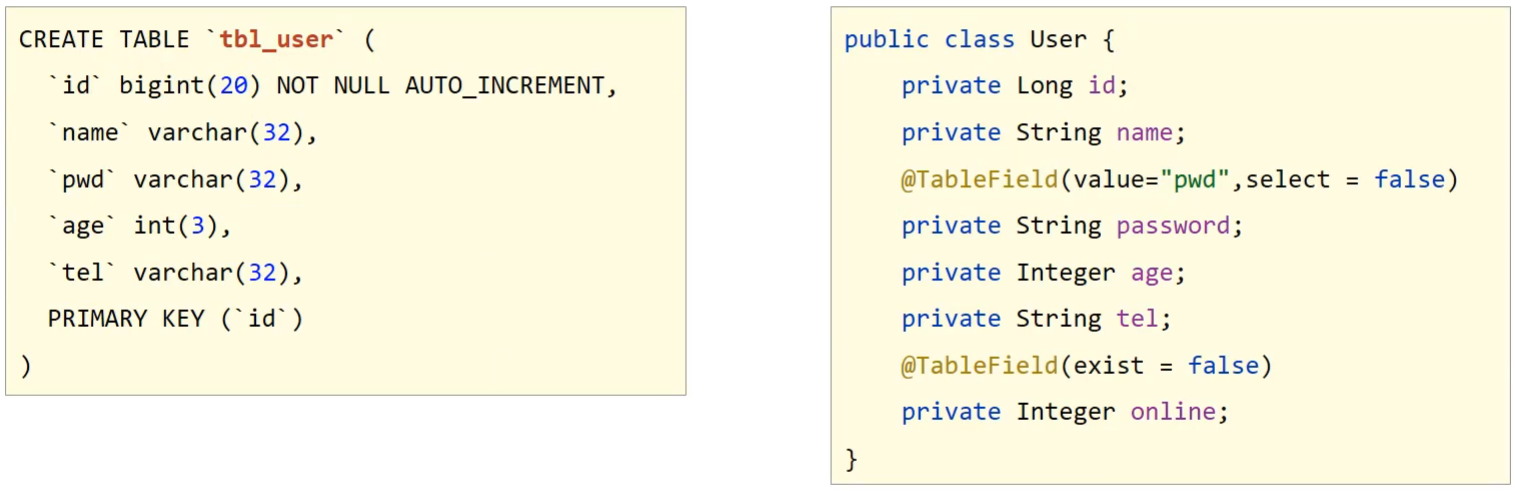 CREATE TABLE `tbl_user` (
`id` bigint(20) NOT NULL AUTO_INCREMENT,
`name` varchar(32),
`pwd` varchar(32),
`age` int(3),
`tel` varchar(32),
PRIMARY KEY (`id`)
)
public class User {
private Long id;
private String name;
@TableField(value="pwd",select = false)
private String password;
private Integer age;
private String tel;
@TableField(exist = false)
private Integer online;
}